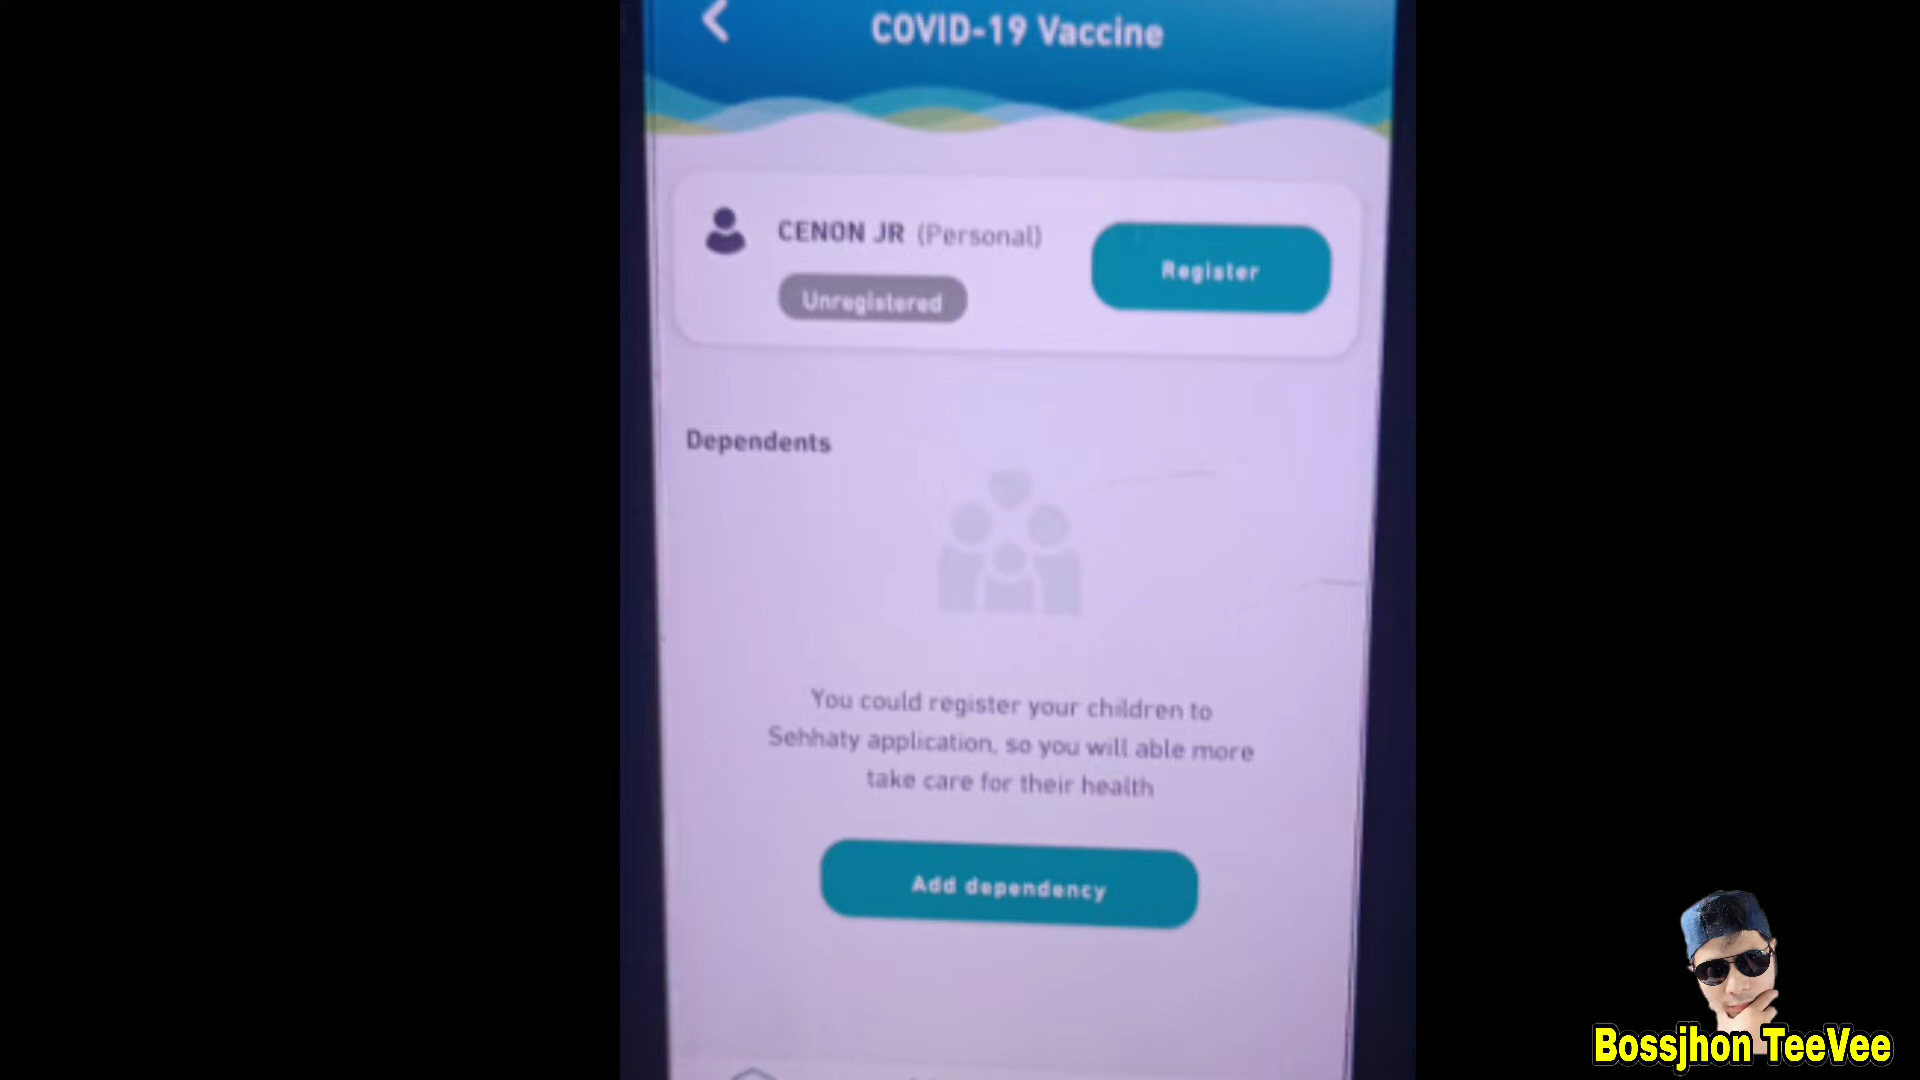 COVID-19 Vaccine
CENON JR (Personal)
Register
Unregistered
Dependents
You could register your children to
Sehhaty application, so you will able more
take care for their health
Add dependency
Bossjhon TeeVee